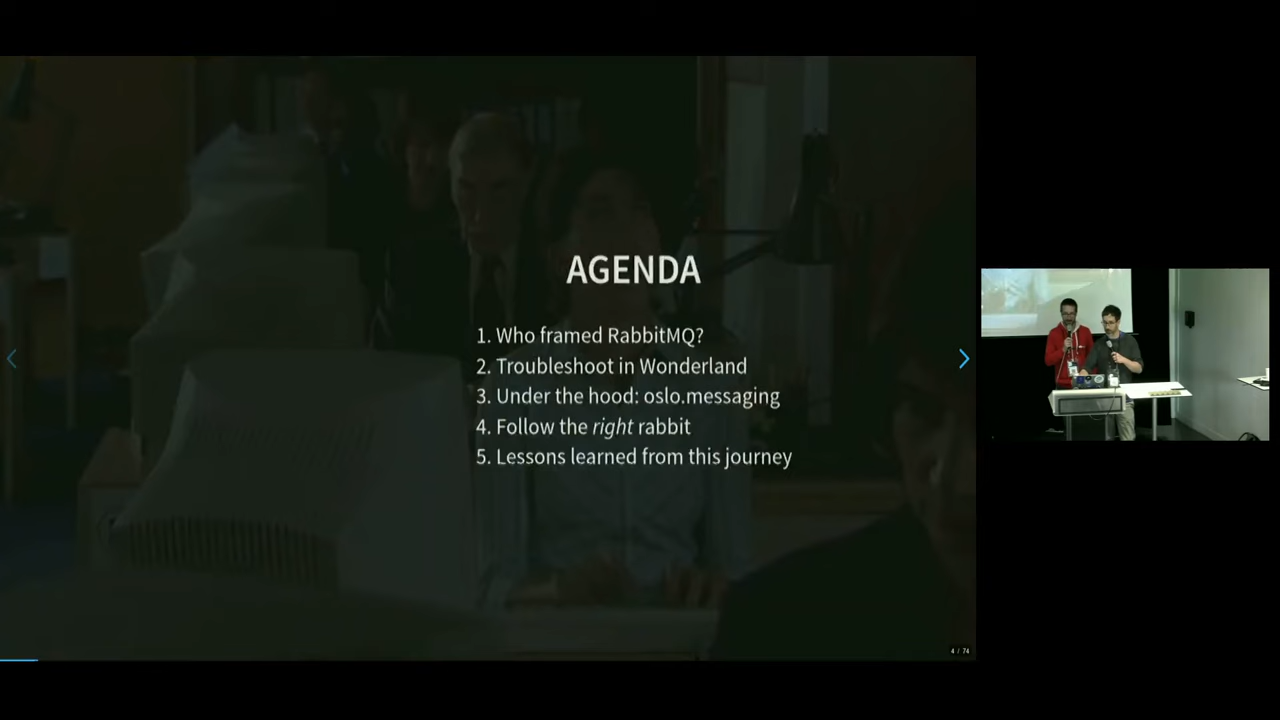 AGENDA
1. Who framed RabbitMQ?
2. Troubleshoot in Wonderland
3. Under the hood: oslo.messaging
4. Follow the right rabbit
5. Lessons learned from this journey
4 / 74